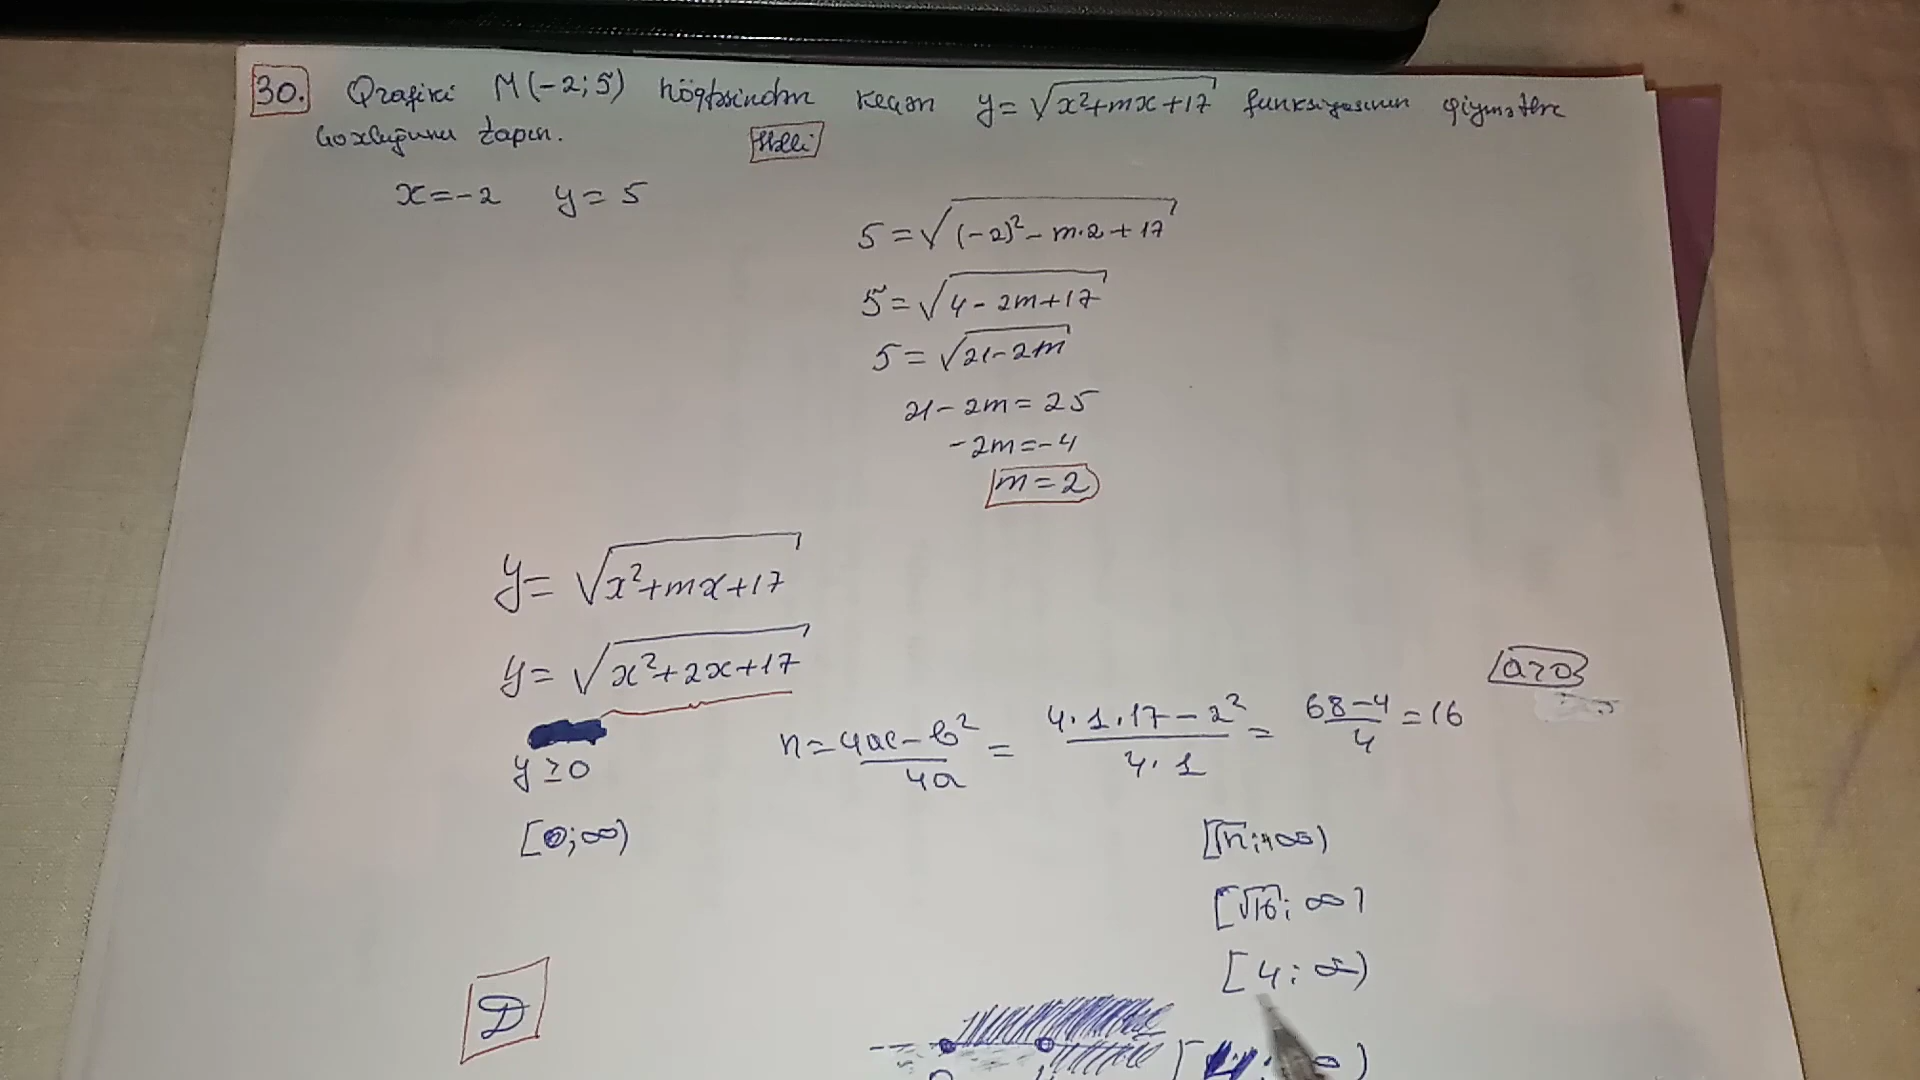 30. Qrafiki M(-2;5) nöqtəsindən keçən y=√(x²+mx+17) funksiyasının qiymətlər
çoxluğunu tapın. Həlli
x=-2 y=5
5=√((-2)²-m·2+17)
5=√(4-2m+17)
5=√(21-2m)
21-2m=25
-2m=-4
m=2
y=√(x²+mx+17)
y=√(x²+2x+17)
a>0
y≥0
n=(4ac-b²)/(4a)=(4·1·17-2²)/(4·1)=(68-4)/4=16
[0;∞)
[√n;+∞)
[√16;∞)
[4;∞)
D